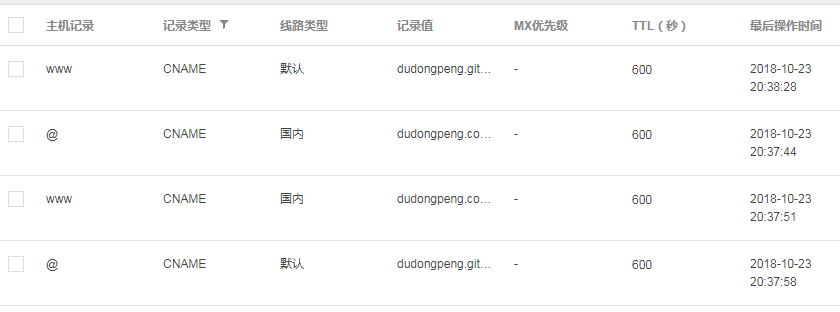 主机记录 记录类型 线路类型 记录值 MX优先级 TTL（秒） 最后操作时间
www CNAME 默认 dudongpeng.git... - 600 2018-10-23
20:38:28
@ CNAME 国内 dudongpeng.co... - 600 2018-10-23
20:37:44
www CNAME 国内 dudongpeng.co... - 600 2018-10-23
20:37:51
@ CNAME 默认 dudongpeng.git... - 600 2018-10-23
20:37:58